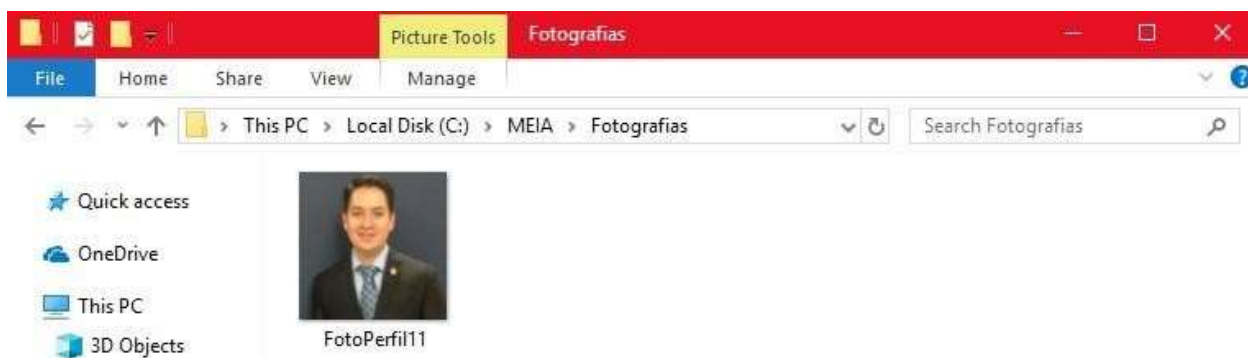 Picture Tools Fotografias
File Home Share View Manage
This PC > Local Disk (C:) > MEIA > Fotografias Search Fotografias
Quick access
OneDrive
This PC
3D Objects
FotoPerfil11